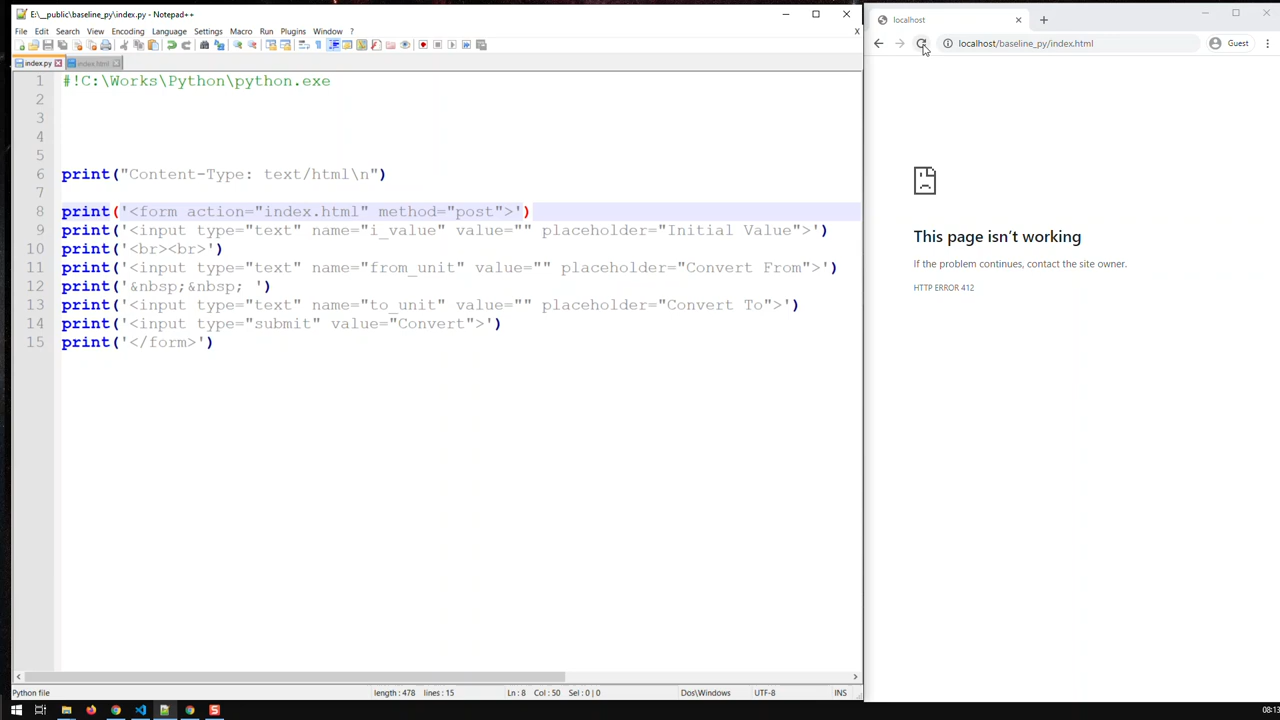 E:\__public\baseline_py\index.py - Notepad++
File Edit Search View Encoding Language Settings Macro Run Plugins Window ? X
index.py index.html
1 #!C:\Works\Python\python.exe
2
3
4
5
6 print("Content-Type: text/html\n")
7
8 print('<form action="index.html" method="post">')
9 print('<input type="text" name="i_value" value="" placeholder="Initial Value">')
10 print('<br><br>')
11 print('<input type="text" name="from_unit" value="" placeholder="Convert From">')
12 print('&nbsp;&nbsp; ')
13 print('<input type="text" name="to_unit" value="" placeholder="Convert To">')
14 print('<input type="submit" value="Convert">')
15 print('</form>')
Python file length : 478 lines : 15 Ln : 8 Col : 50 Sel : 0 | 0 Dos\Windows UTF-8 INS
localhost
localhost/baseline_py/index.html Guest
This page isn't working
If the problem continues, contact the site owner.
HTTP ERROR 412
08:13